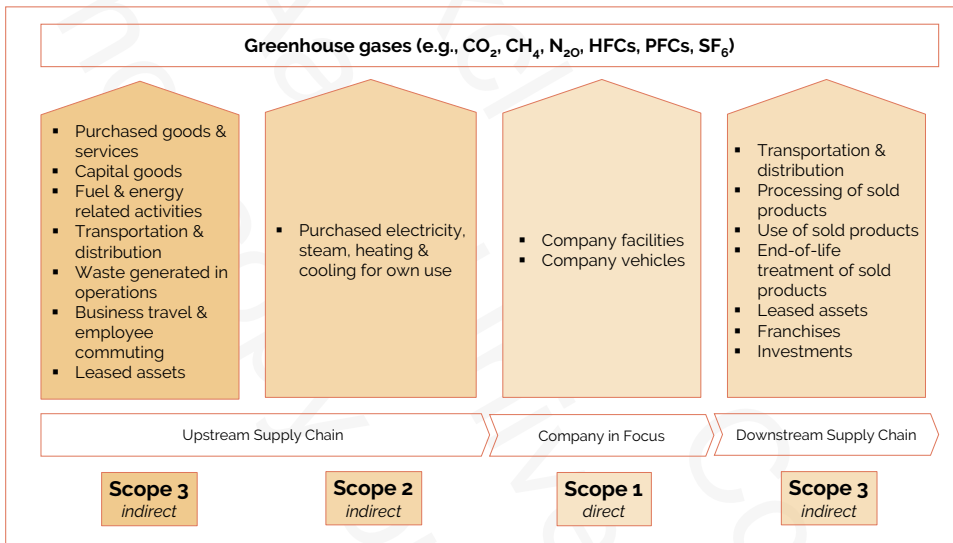 Greenhouse gases (e.g., CO₂, CH₄, N₂O, HFCs, PFCs, SF₆)
▪ Purchased goods &
services
▪ Capital goods
▪ Fuel & energy
related activities
▪ Transportation &
distribution
▪ Waste generated in
operations
▪ Business travel &
employee
commuting
▪ Leased assets
▪ Purchased electricity,
steam, heating &
cooling for own use
▪ Company facilities
▪ Company vehicles
▪ Transportation &
distribution
▪ Processing of sold
products
▪ Use of sold products
▪ End-of-life
treatment of sold
products
▪ Leased assets
▪ Franchises
▪ Investments
Upstream Supply Chain
Company in Focus
Downstream Supply Chain
Scope 3
indirect
Scope 2
indirect
Scope 1
direct
Scope 3
indirect